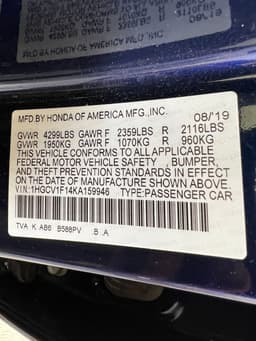 MFD BY HONDA OF AMERICA MFG.,INC. 08/'19
GVWR 4299LBS GAWR F 2359LBS R 2116LBS
GVWR 1950KG GAWR F 1070KG R 960KG
THIS VEHICLE CONFORMS TO ALL APPLICABLE
FEDERAL MOTOR VEHICLE SAFETY , BUMPER,
AND THEFT PREVENTION STANDARDS IN EFFECT
ON THE DATE OF MANUFACTURE SHOWN ABOVE.
V.I.N:1HGCV1F14KA159946 TYPE:PASSENGER CAR
TVA K AB6 B588PV .B .A